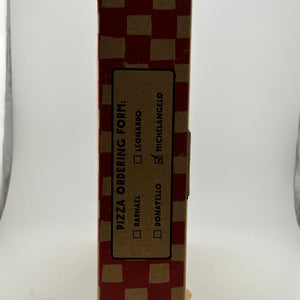 PIZZA ORDERING FORM:
RAPHAEL LEONARDO
DONATELLO MICHELANGELO